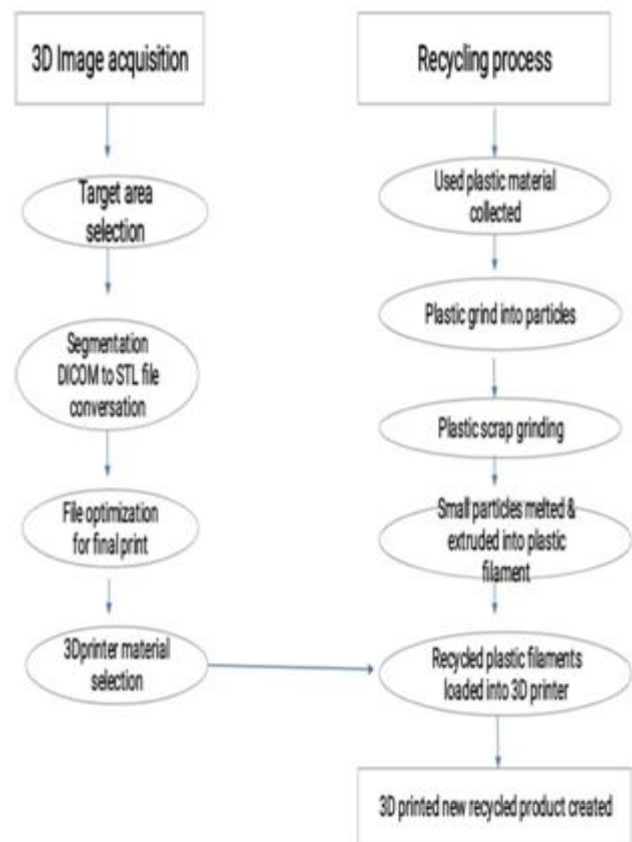 3D Image acquisition
Target area
selection
Segmentation
DICOM to STL file
conversation
File optimization
for final print
3Dprinter material
selection
Recycling process
Used plastic material
collected
Plastic grind into particles
Plastic scrap grinding
Small particles melted &
extruded into plastic
filament
Recycled plastic filaments
loaded into 3D printer
3D printed new recycled product created